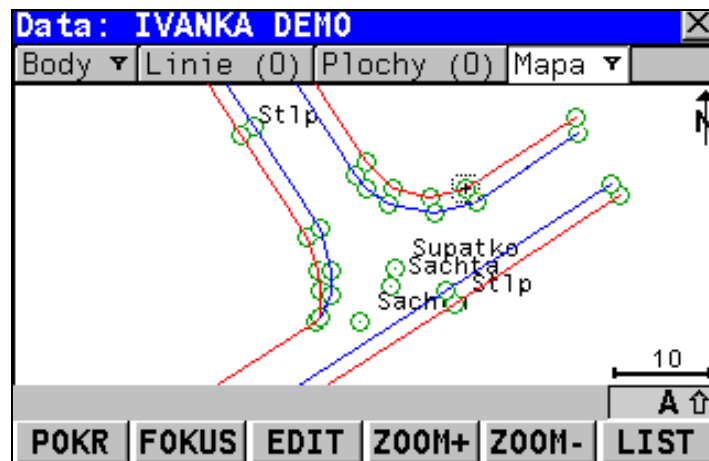 Data: IVANKA DEMO
Body Linie (0) Plochy (0) Mapa
Stlp
N
Supatko
Sachta
Stlp
Sachta
10
A
POKR FOKUS EDIT ZOOM+ ZOOM- LIST